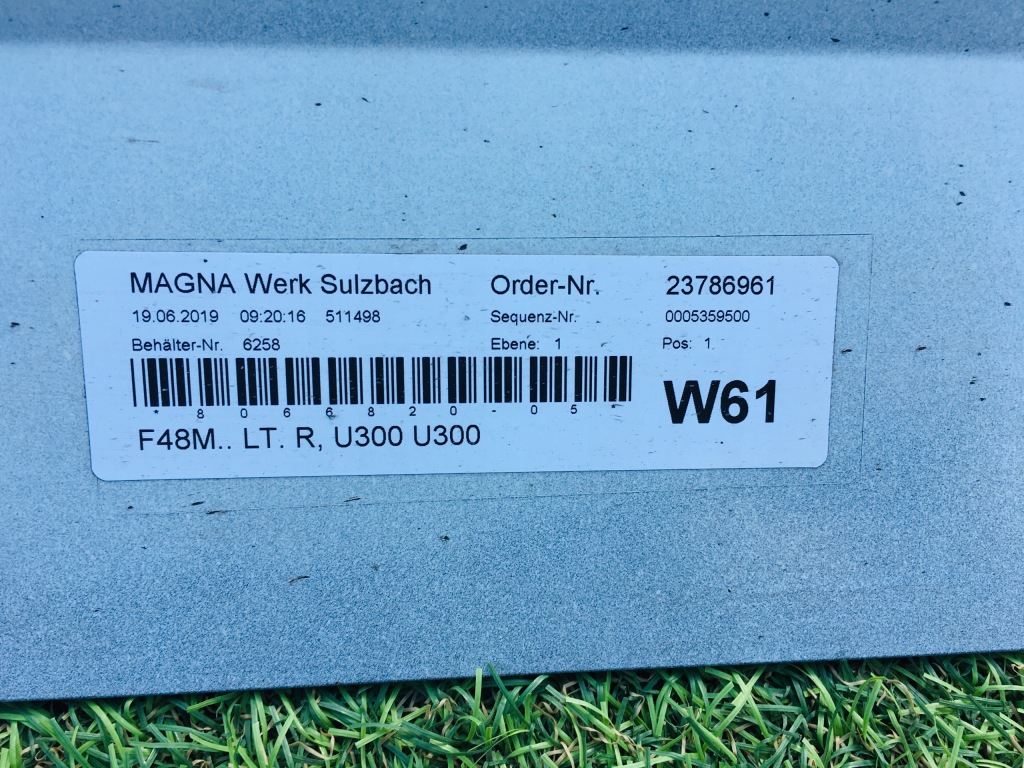 MAGNA Werk Sulzbach Order-Nr. 23786961
19.06.2019 09:20:16 511498 Sequenz-Nr. 0005359500
Behälter-Nr. 6258 Ebene: 1 Pos: 1
*8066820-05*
W61
F48M.. LT. R, U300 U300